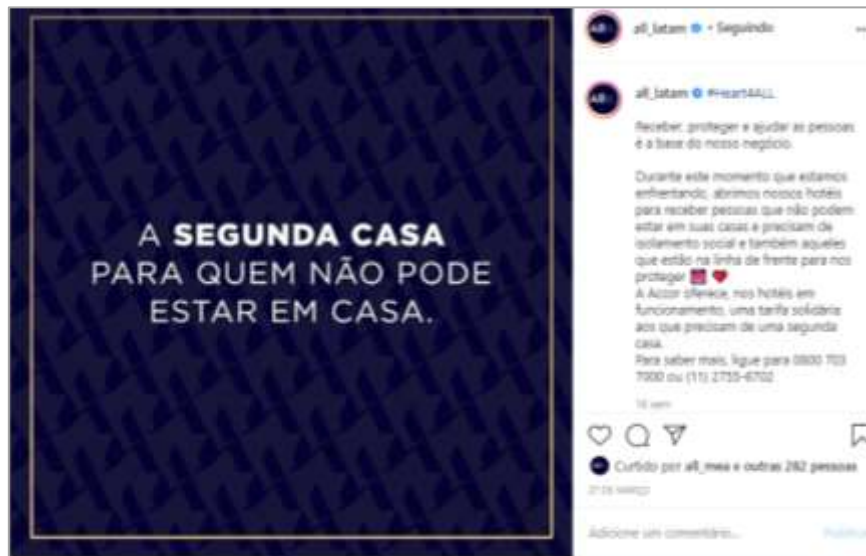 A SEGUNDA CASA
PARA QUEM NÃO PODE
ESTAR EM CASA.
all_latam • Seguindo
all_latam #Heart4ALL
Receber, proteger e ajudar as pessoas
é a base do nosso negócio.
Durante este momento que estamos
enfrentando, abrimos nossos hotéis
para receber pessoas que não podem
estar em suas casas e precisam de
isolamento social e também aqueles
que estão na linha de frente para nos
proteger
A Accor oferece, nos hotéis em
funcionamento, uma tarifa solidária
aos que precisam de uma segunda
casa.
Para saber mais, ligue para 0800 703
7000 ou (11) 2755-6702
Curtido por all_mea e outras 282 pessoas
Adicione um comentário...